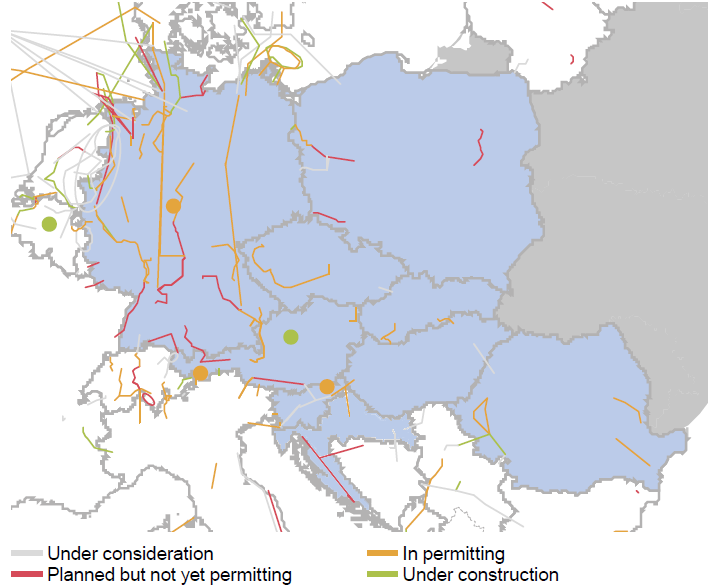 Under consideration
In permitting
Planned but not yet permitting
Under construction